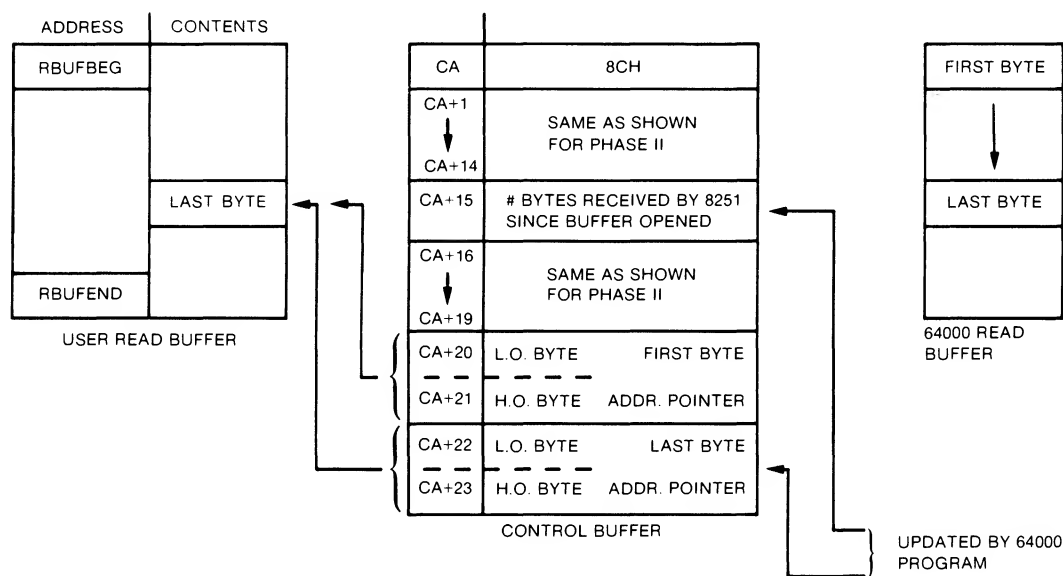 ADDRESS CONTENTS
RBUFBEG
LAST BYTE
RBUFEND
USER READ BUFFER
CA 8CH
CA+1
SAME AS SHOWN
FOR PHASE II
CA+14
CA+15 # BYTES RECEIVED BY 8251
SINCE BUFFER OPENED
CA+16
SAME AS SHOWN
FOR PHASE II
CA+19
CA+20 L.O. BYTE FIRST BYTE
CA+21 H.O. BYTE ADDR. POINTER
CA+22 L.O. BYTE LAST BYTE
CA+23 H.O. BYTE ADDR. POINTER
CONTROL BUFFER
FIRST BYTE
LAST BYTE
64000 READ
BUFFER
UPDATED BY 64000
PROGRAM